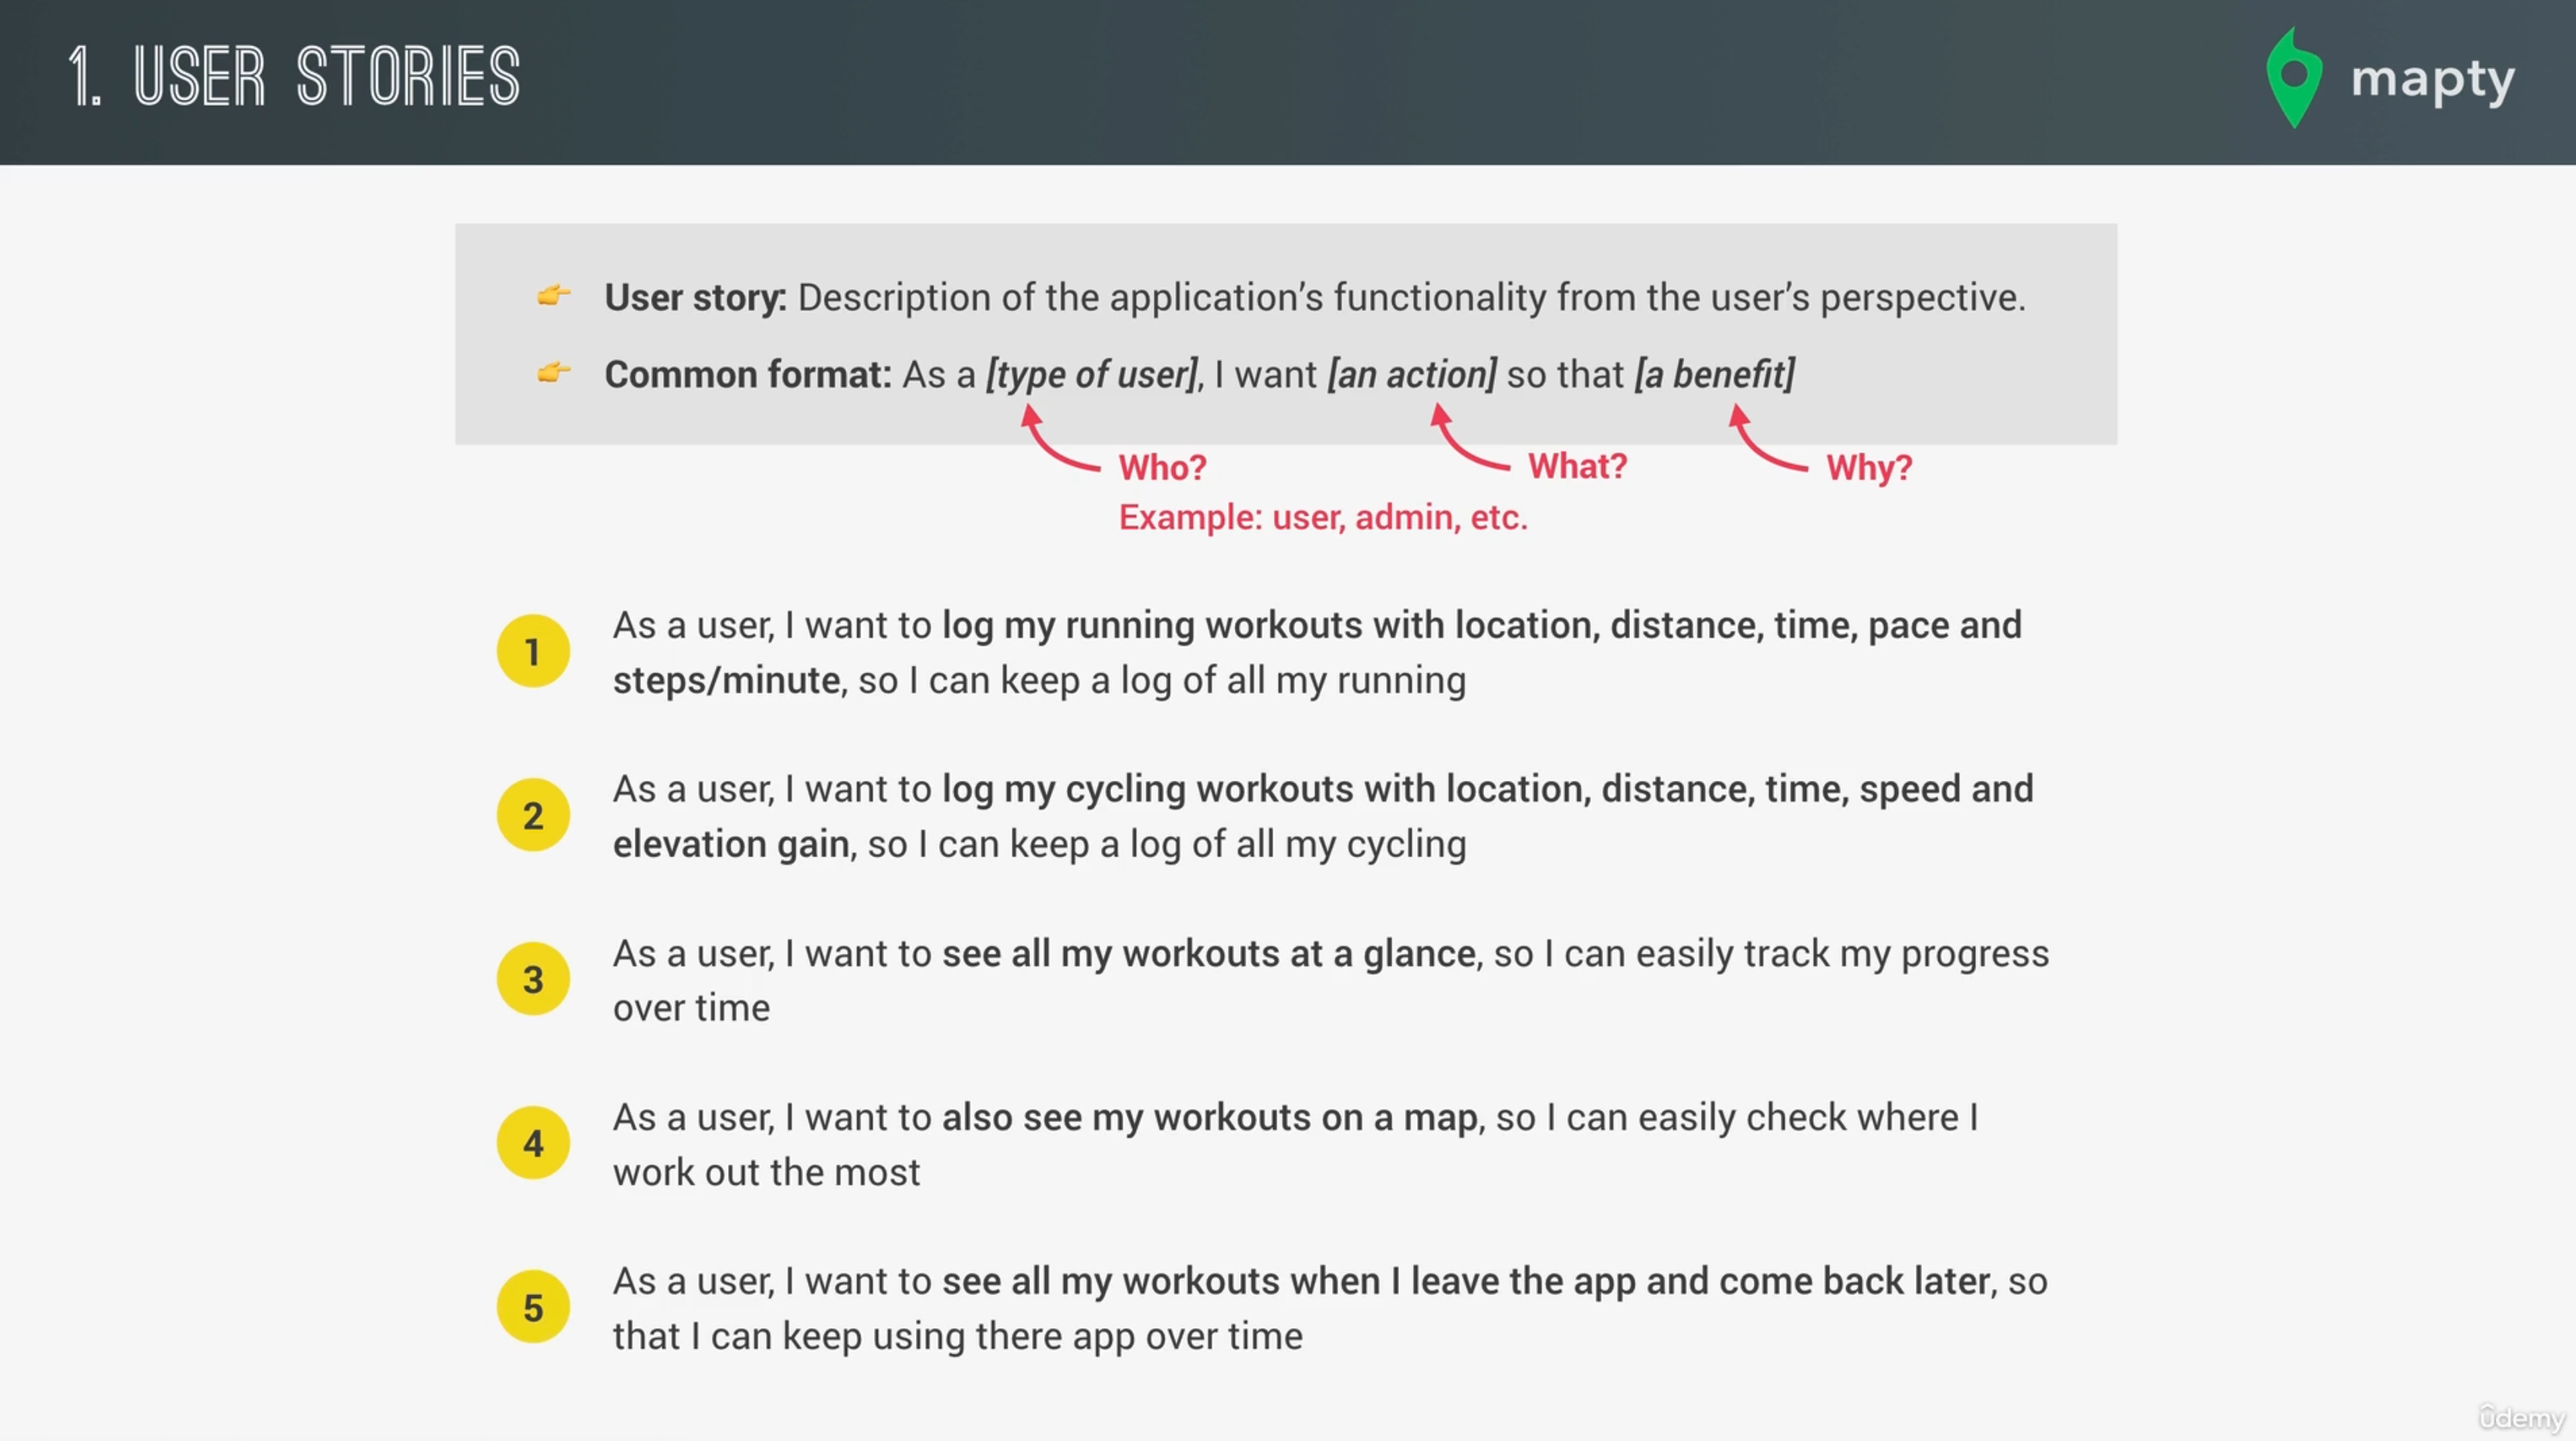 1. USER STORIES
mapty
👉 User story: Description of the application’s functionality from the user’s perspective.
👉 Common format: As a [type of user], I want [an action] so that [a benefit]
Who?
What?
Why?
Example: user, admin, etc.
1
As a user, I want to log my running workouts with location, distance, time, pace and
steps/minute, so I can keep a log of all my running
2
As a user, I want to log my cycling workouts with location, distance, time, speed and
elevation gain, so I can keep a log of all my cycling
3
As a user, I want to see all my workouts at a glance, so I can easily track my progress
over time
4
As a user, I want to also see my workouts on a map, so I can easily check where I
work out the most
5
As a user, I want to see all my workouts when I leave the app and come back later, so
that I can keep using there app over time
ûdemy